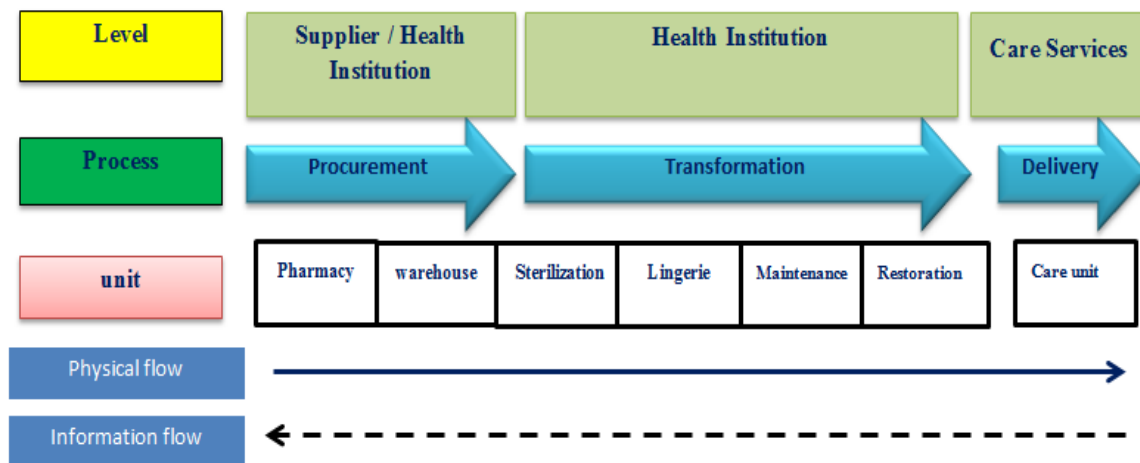 Level
Supplier / Health
Institution
Health Institution
Care Services
Process
Procurement
Transformation
Delivery
unit
Pharmacy
warehouse
Sterilization
Lingerie
Maintenance
Restoration
Care unit
Physical flow
Information flow